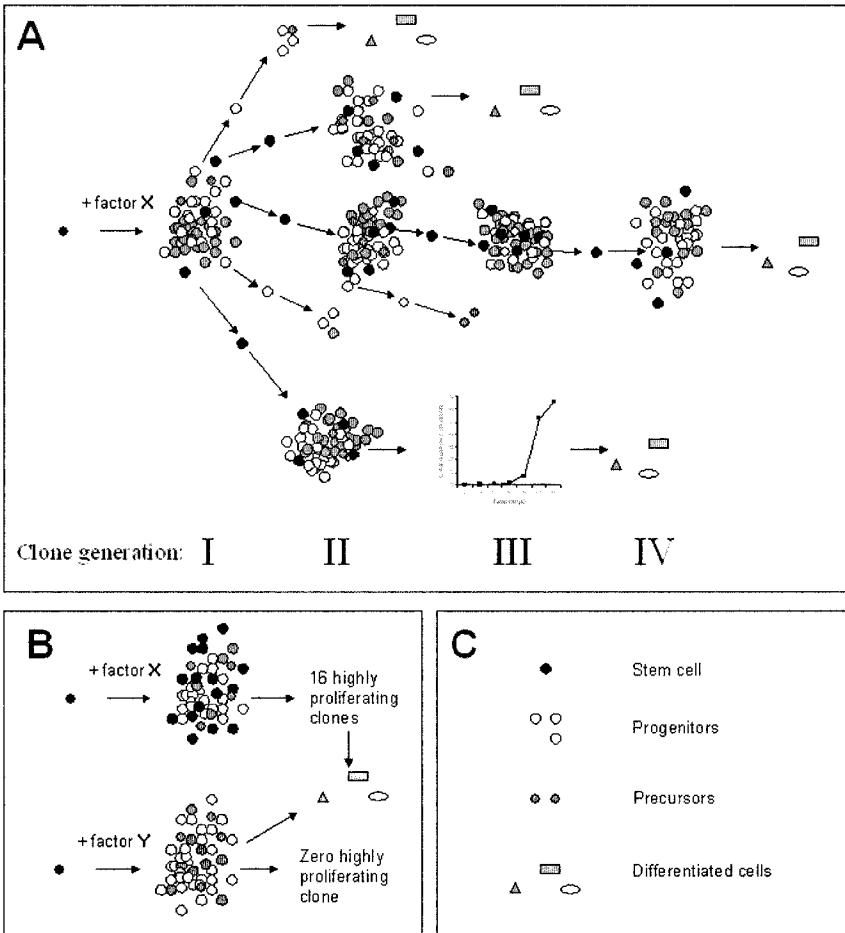 A
+ factor X
Clone generation: I II III IV
B
+ factor X
16 highly
proliferating
clones
+ factor Y
Zero highly
proliferating
clone
C
Stem cell
Progenitors
Precursors
Differentiated cells